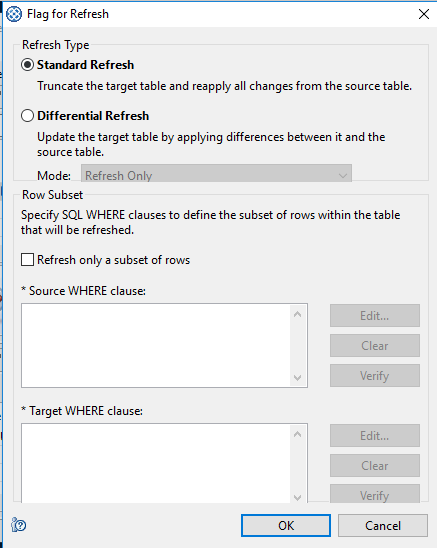 Flag for Refresh
Refresh Type
Standard Refresh
Truncate the target table and reapply all changes from the source table.
Differential Refresh
Update the target table by applying differences between it and the
source table.
Mode: Refresh Only
Row Subset
Specify SQL WHERE clauses to define the subset of rows within the table
that will be refreshed.
Refresh only a subset of rows
* Source WHERE clause:
Edit...
Clear
Verify
* Target WHERE clause:
Edit...
Clear
Verify
OK Cancel